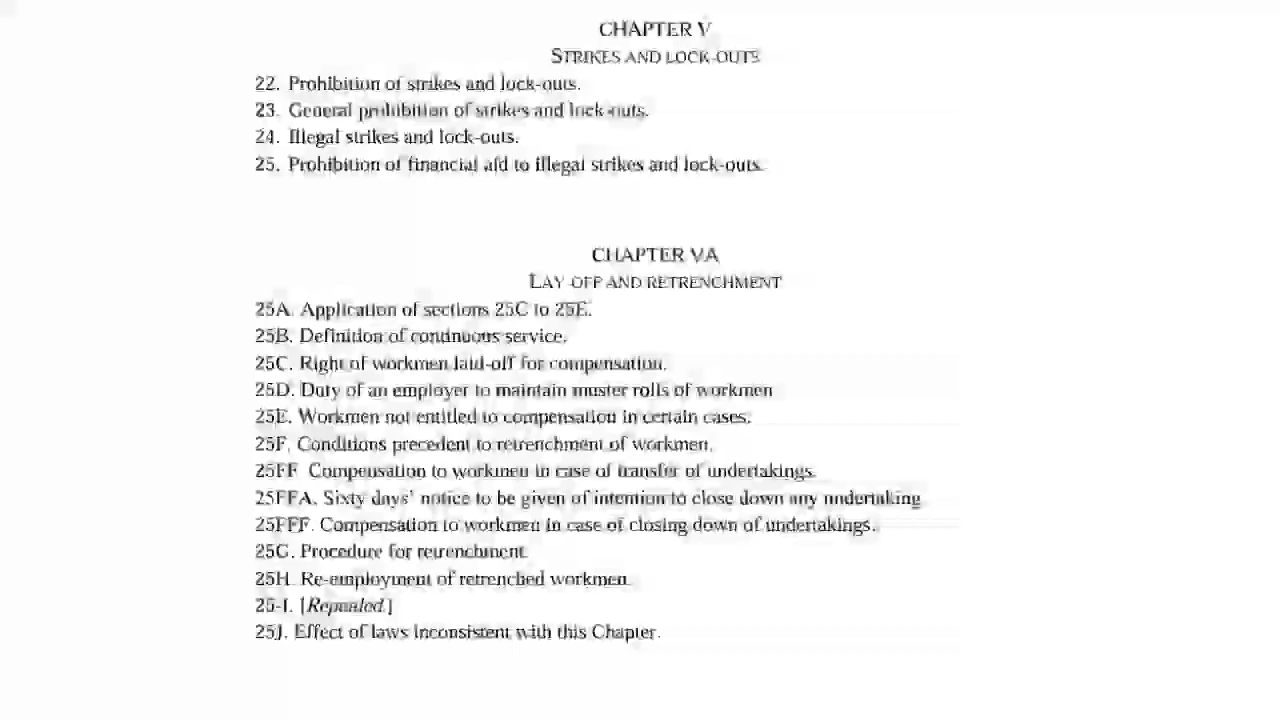 CHAPTER V
STRIKES AND LOCK-OUTS
22. Prohibition of strikes and lock-outs.
23. General prohibition of strikes and lock-outs.
24. Illegal strikes and lock-outs.
25. Prohibition of financial aid to illegal strikes and lock-outs.
CHAPTER VA
LAY-OFF AND RETRENCHMENT
25A. Application of sections 25C to 25E.
25B. Definition of continuous service.
25C. Right of workmen laid-off for compensation.
25D. Duty of an employer to maintain muster rolls of workmen
25E. Workmen not entitled to compensation in certain cases.
25F. Conditions precedent to retrenchment of workmen.
25FF. Compensation to workmen in case of transfer of undertakings.
25FFA. Sixty days' notice to be given of intention to close down any undertaking.
25FFF. Compensation to workmen in case of closing down of undertakings.
25G. Procedure for retrenchment.
25H. Re-employment of retrenched workmen.
25-I. [Repealed.]
25J. Effect of laws inconsistent with this Chapter.